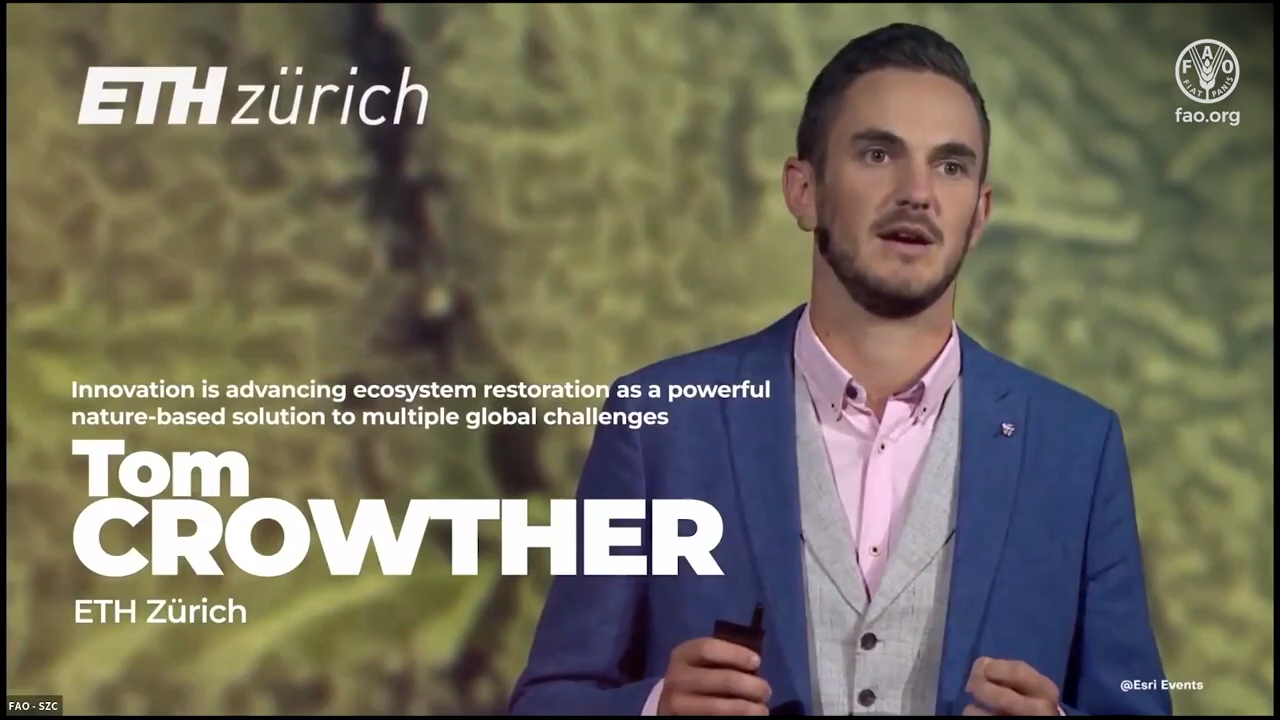 ETH zürich
FAO
FIAT PANIS
fao.org
Innovation is advancing ecosystem restoration as a powerful
nature-based solution to multiple global challenges
Tom
CROWTHER
ETH Zürich
@Esri Events
FAO - SZC